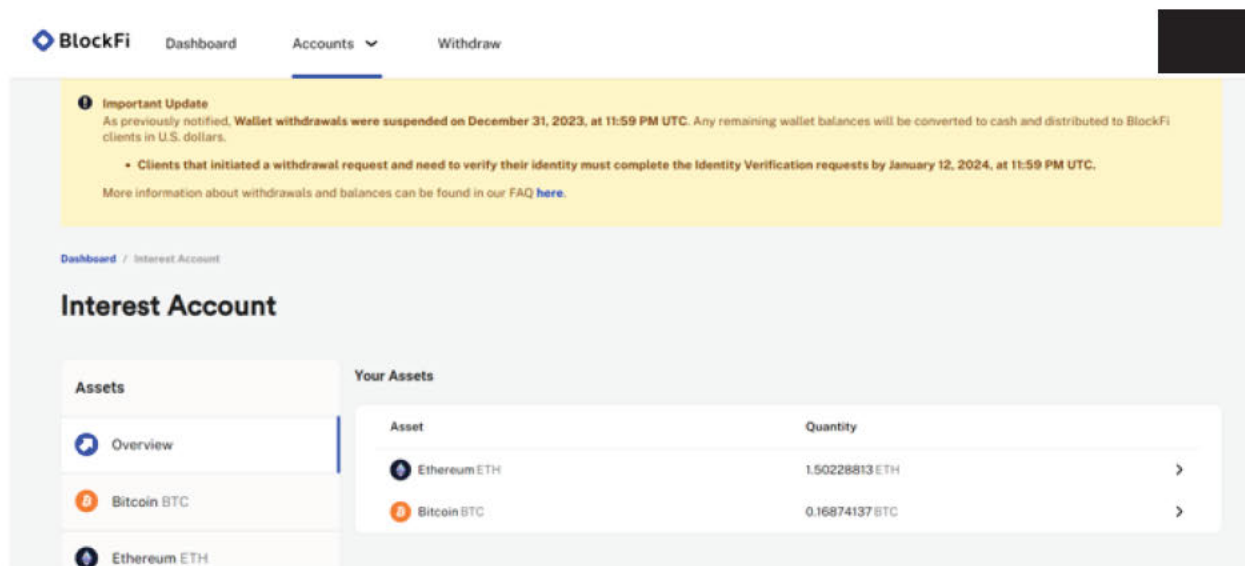 BlockFi Dashboard Accounts Withdraw
Important Update
As previously notified, Wallet withdrawals were suspended on December 31, 2023, at 11:59 PM UTC. Any remaining wallet balances will be converted to cash and distributed to BlockFi
clients in U.S. dollars.
• Clients that initiated a withdrawal request and need to verify their identity must complete the Identity Verification requests by January 12, 2024, at 11:59 PM UTC.
More information about withdrawals and balances can be found in our FAQ here.
Dashboard / Interest Account
Interest Account
Assets
Overview
Bitcoin BTC
Ethereum ETH
Your Assets
Asset Quantity
Ethereum ETH 1.50228813 ETH
Bitcoin BTC 0.16874137 BTC